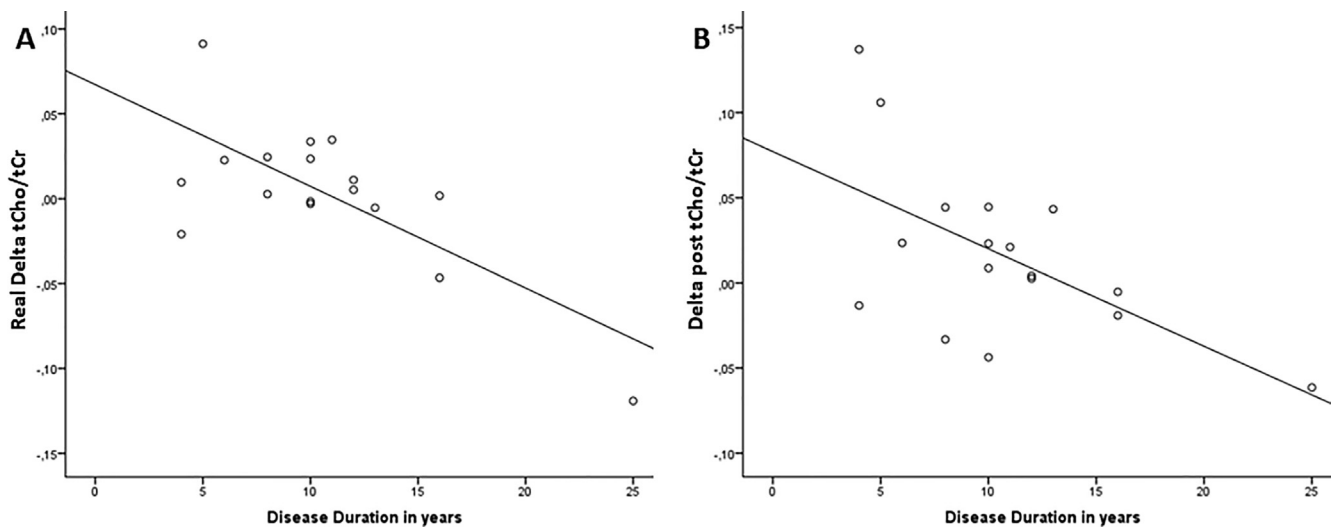 A
,10
,05
,00
-,05
-,10
-,15
Real Delta tCho/tCr
0 5 10 15 20 25
Disease Duration in years
B
,15
,10
,05
,00
-,05
-,10
Delta post tCho/tCr
0 5 10 15 20 25
Disease Duration in years